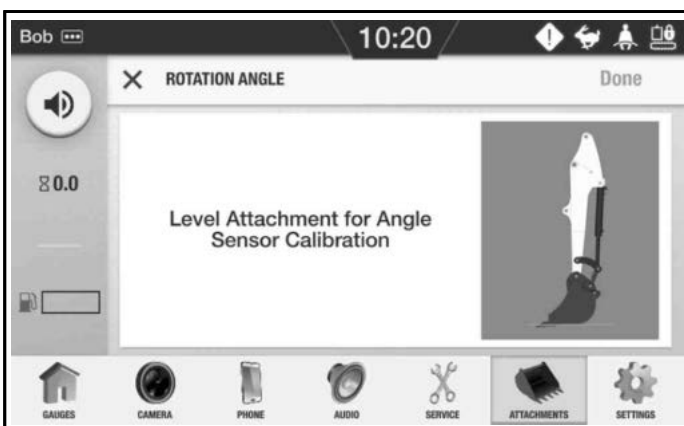 Bob
10:20
ROTATION ANGLE
Done
0.0
Level Attachment for Angle
Sensor Calibration
GAUGES
CAMERA
PHONE
AUDIO
SERVICE
ATTACHMENTS
SETTINGS